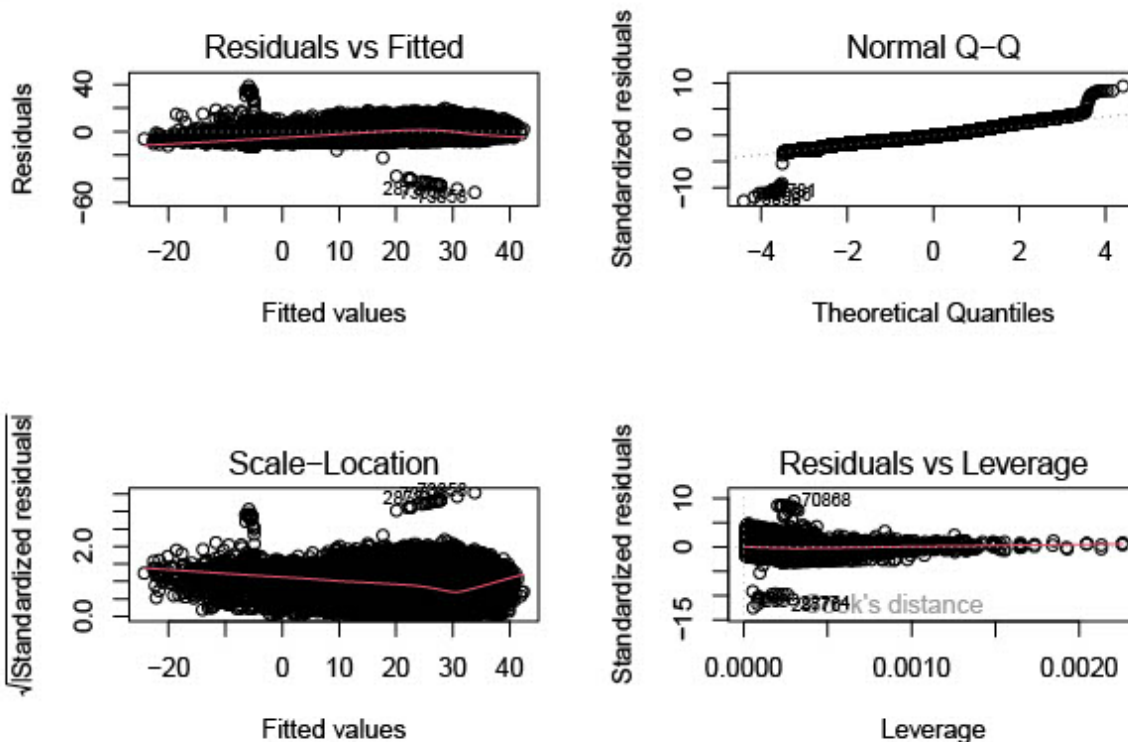 Residuals vs Fitted
Residuals
40
0
−60
−20
0
10
20
30
40
Fitted values
Normal Q−Q
Standardized residuals
10
0
−10
−4
−2
0
2
4
Theoretical Quantiles
Scale−Location
√|Standardized residuals|
2.0
0.0
−20
0
10
20
30
40
Fitted values
Residuals vs Leverage
Standardized residuals
10
0
−15
70868
Cook's distance
0.0000
0.0010
0.0020
Leverage